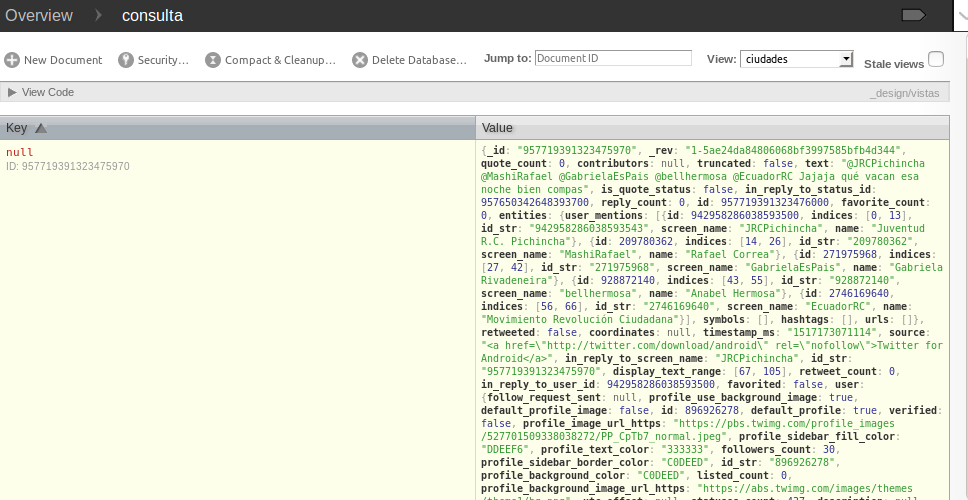 Overview consulta
New Document Security… Compact & Cleanup… Delete Database… Jump to: Document ID View: ciudades Stale views
View Code _design/vistas
Key Value
null
ID: 957719391323475970
{_id: "957719391323475970", _rev: "1-5ae24da84806068bf3997585bfb4d344",
quote_count: 0, contributors: null, truncated: false, text: "@JRCPichincha
@MashiRafael @GabrielaEsPais @bellhermosa @EcuadorRC Jajaja qué vacan esa
noche bien compas", is_quote_status: false, in_reply_to_status_id:
957650342648393700, reply_count: 0, id: 957719391323476000, favorite_count:
0, entities: {user_mentions: [{id: 942958286038593500, indices: [0, 13],
id_str: "942958286038593543", screen_name: "JRCPichincha", name: "Juventud
R.C. Pichincha"}, {id: 209780362, indices: [14, 26], id_str: "209780362",
screen_name: "MashiRafael", name: "Rafael Correa"}, {id: 271975968, indices:
[27, 42], id_str: "271975968", screen_name: "GabrielaEsPais", name: "Gabriela
Rivadeneira"}, {id: 928872140, indices: [43, 55], id_str: "928872140",
screen_name: "bellhermosa", name: "Anabel Hermosa"}, {id: 2746169640,
indices: [56, 66], id_str: "2746169640", screen_name: "EcuadorRC", name:
"Movimiento Revolución Ciudadana"}], symbols: [], hashtags: [], urls: []},
retweeted: false, coordinates: null, timestamp_ms: "1517173071114", source:
"<a href=\"http://twitter.com/download/android\" rel=\"nofollow\">Twitter for
Android</a>", in_reply_to_screen_name: "JRCPichincha", id_str:
"957719391323475970", display_text_range: [67, 105], retweet_count: 0,
in_reply_to_user_id: 942958286038593500, favorited: false, user:
{follow_request_sent: null, profile_use_background_image: true,
default_profile_image: false, id: 896926278, default_profile: true, verified:
false, profile_image_url_https: "https://pbs.twimg.com/profile_images
/527701509338038272/PP_CpTb7_normal.jpeg", profile_sidebar_fill_color:
"DDEEF6", profile_text_color: "333333", followers_count: 30,
profile_sidebar_border_color: "C0DEED", id_str: "896926278",
profile_background_color: "C0DEED", listed_count: 0,
profile_background_image_url_https: "https://abs.twimg.com/images/themes